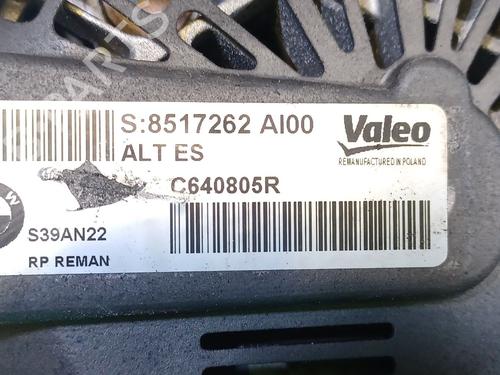 S:8517262 AI00
ALT ES
Valeo
REMANUFACTURED IN POLAND
C640805R
S39AN22
RP REMAN